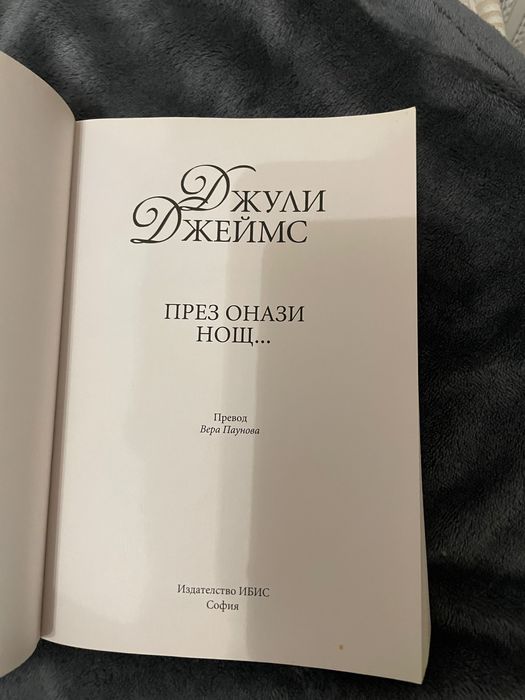 ДЖУЛИ
ДЖЕЙМС
ПРЕЗ ОНАЗИ
НОЩ...
Превод
Вера Паунова
Издателство ИБИС
София